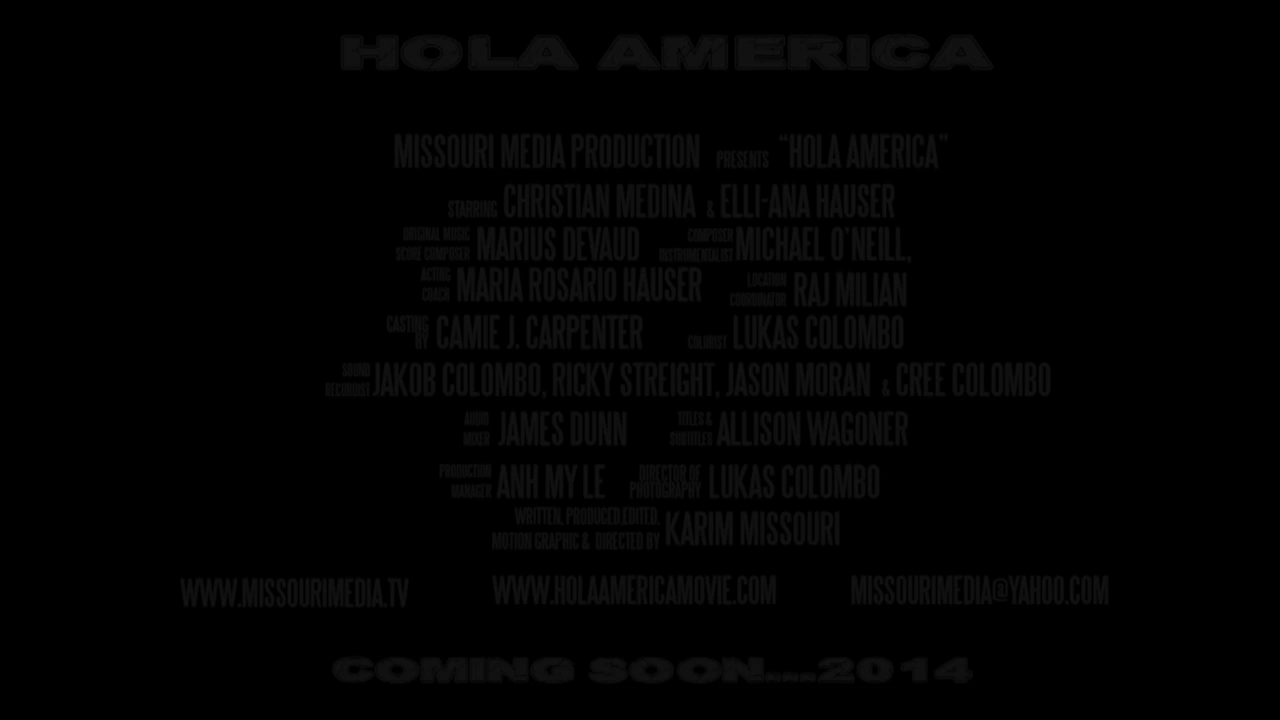 HOLA AMERICA
MISSOURI MEDIA PRODUCTION PRESENTS “HOLA AMERICA”
STARRING CHRISTIAN MEDINA & ELLI-ANA HAUSER
ORIGINAL MUSIC SCORE COMPOSER MARIUS DEVAUD COMPOSER INSTRUMENTALIST MICHAEL O'NEILL,
ACTING COACH MARIA ROSARIO HAUSER LOCATION COORDINATOR RAJ MILIAN
CASTING BY CAMIE J. CARPENTER COLORIST LUKAS COLOMBO
SOUND RECORDIST JAKOB COLOMBO, RICKY STREIGHT, JASON MORAN & CREE COLOMBO
AUDIO MIXER JAMES DUNN TITLES & SUBTITLES ALLISON WAGONER
PRODUCTION MANAGER ANH MY LE DIRECTOR OF PHOTOGRAPHY LUKAS COLOMBO
WRITTEN, PRODUCED,EDITED, MOTION GRAPHIC & DIRECTED BY KARIM MISSOURI
WWW.MISSOURIMEDIA.TV WWW.HOLAAMERICAMOVIE.COM MISSOURIMEDIA@YAHOO.COM
COMING SOON....2014